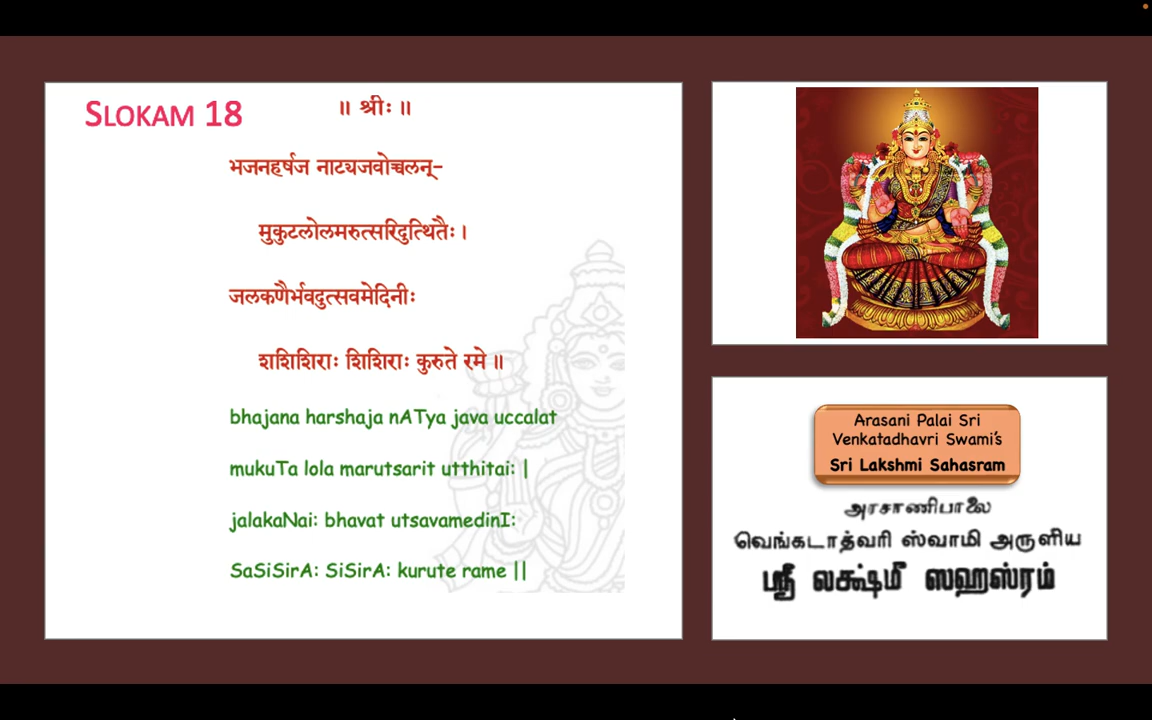 SLOKAM 18
॥ श्रीः ॥
भजनहर्षज नाट्यजवोच्चलन्-
मुकुटलोलमरुत्सरिदुत्थितैः ।
जलकणैर्भवदुत्सवमेदिनीः
शशिशिराः शिशिराः कुरुते रमे ॥
bhajana harshaja nATya java uccalat
mukuTa lola marutsarit utthitai: |
jalakaNai: bhavat utsavamedinI:
SaSiSirA: SiSirA: kurute rame ||
Arasani Palai Sri
Venkatadhavri Swami's
Sri Lakshmi Sahasram
அரசாணிபாலை
வெங்கடாத்வரி ஸ்வாமி அருளிய
ஸ்ரீ லக்ஷ்மீ ஸஹஸ்ரம்